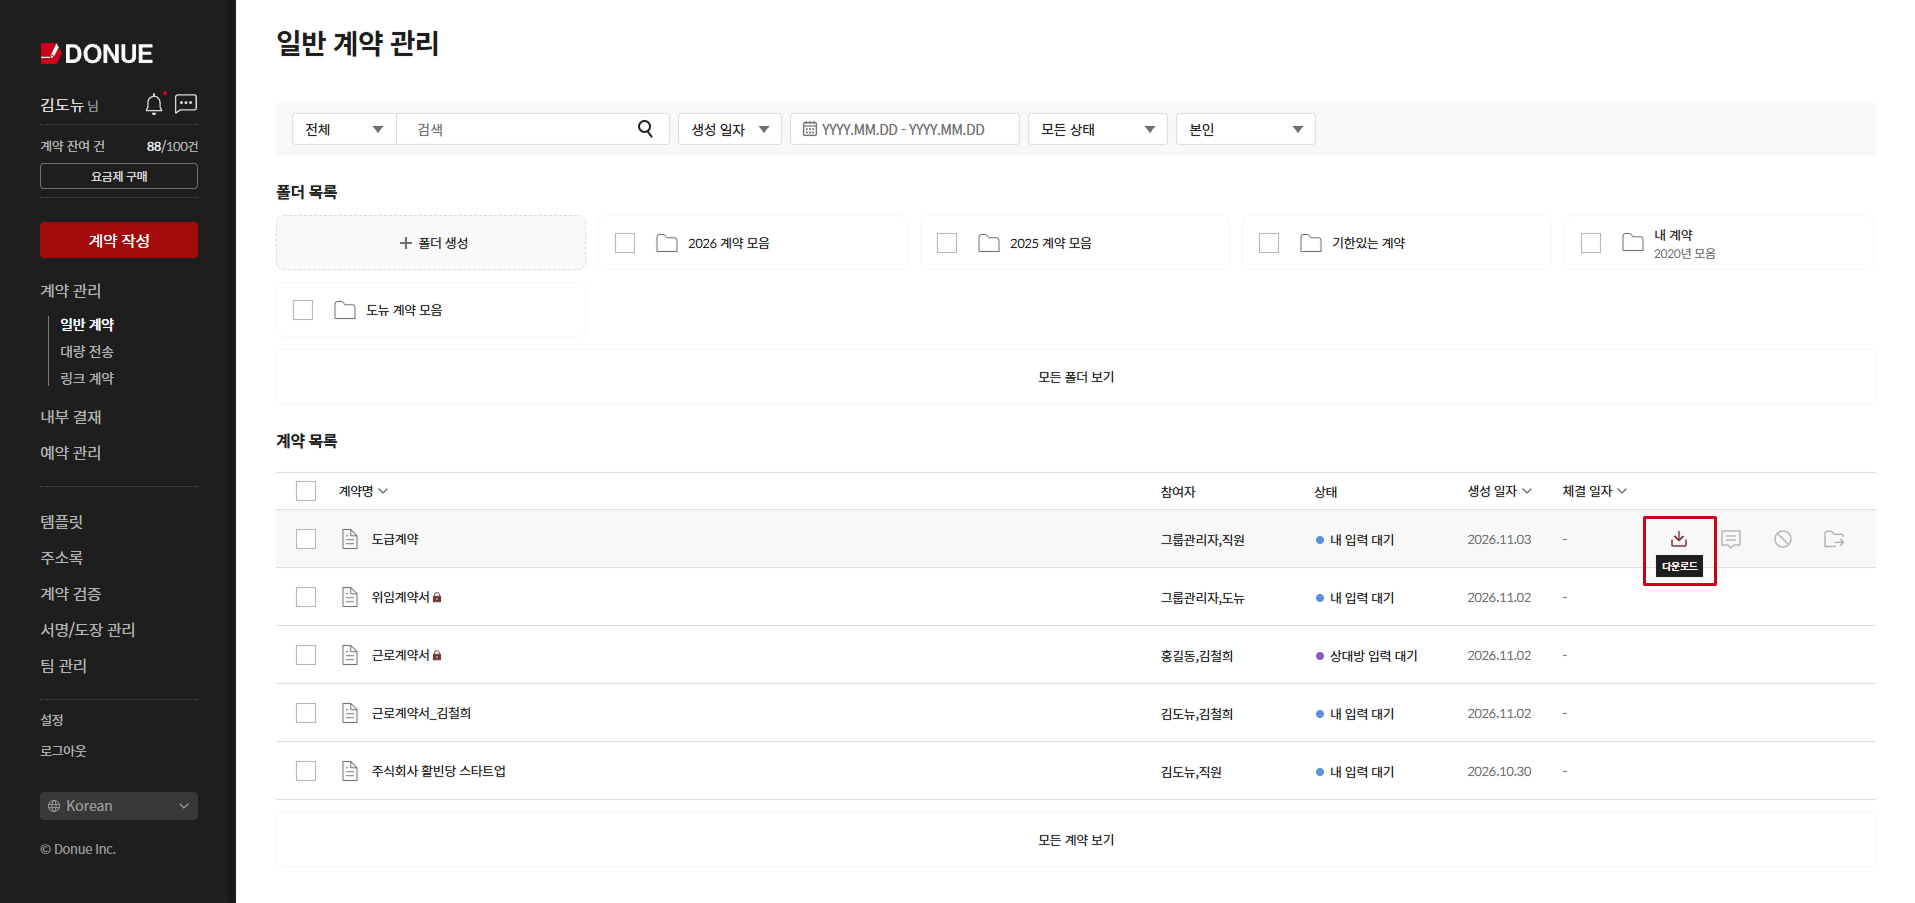 DONUE
김도뉴 님
계약 잔여 건 88/100건
요금제 구매
계약 작성
계약 관리
일반 계약
대량 전송
링크 계약
내부 결재
예약 관리
템플릿
주소록
계약 검증
서명/도장 관리
팀 관리
설정
로그아웃
Korean
© Donue Inc.
일반 계약 관리
전체 검색 생성 일자 YYYY.MM.DD - YYYY.MM.DD 모든 상태 본인
폴더 목록
폴더 생성 2026 계약 모음 2025 계약 모음 기한있는 계약 내 계약
2020년 모음
도뉴 계약 모음
모든 폴더 보기
계약 목록
계약명 참여자 상태 생성 일자 체결 일자
도급계약 그룹관리자,직원 내 입력 대기 2026.11.03 -
다운로드
위임계약서 그룹관리자,도뉴 내 입력 대기 2026.11.02 -
근로계약서 홍길동,김철희 상대방 입력 대기 2026.11.02 -
근로계약서_김철희 김도뉴,김철희 내 입력 대기 2026.11.02 -
주식회사 활빈당 스타트업 김도뉴,직원 내 입력 대기 2026.10.30 -
모든 계약 보기